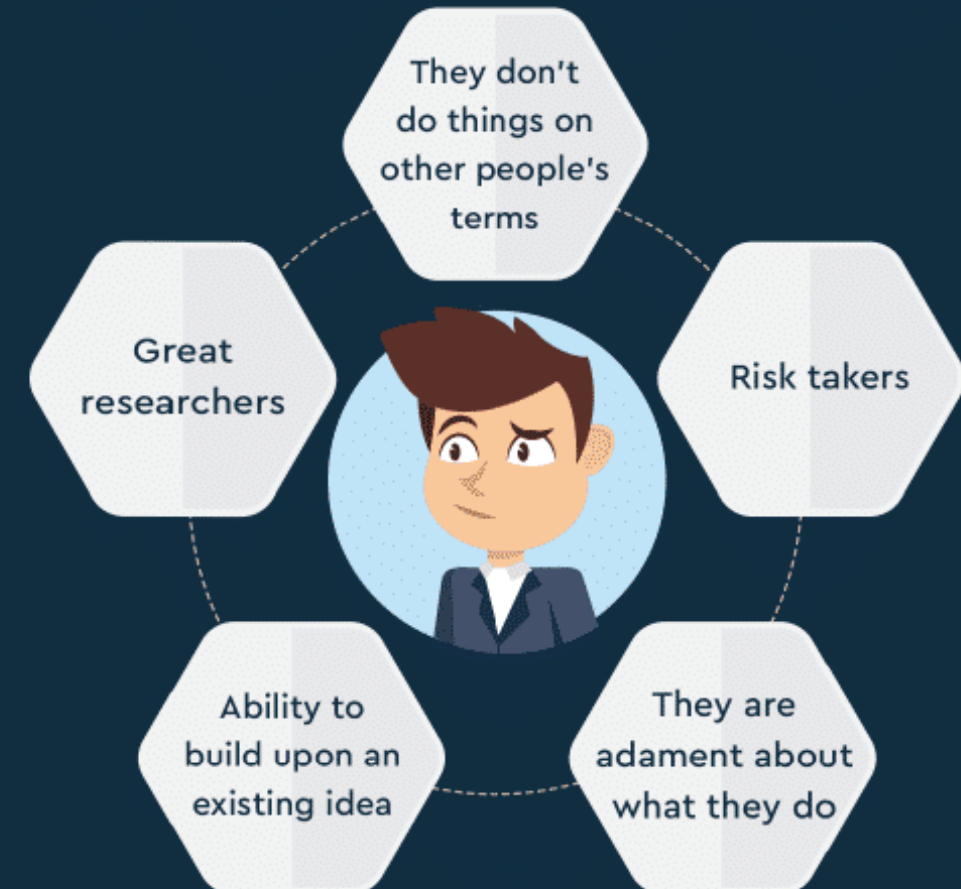 They don't
do things on
other people's
terms
Great
researchers
Risk takers
Ability to
build upon an
existing idea
They are
adament about
what they do